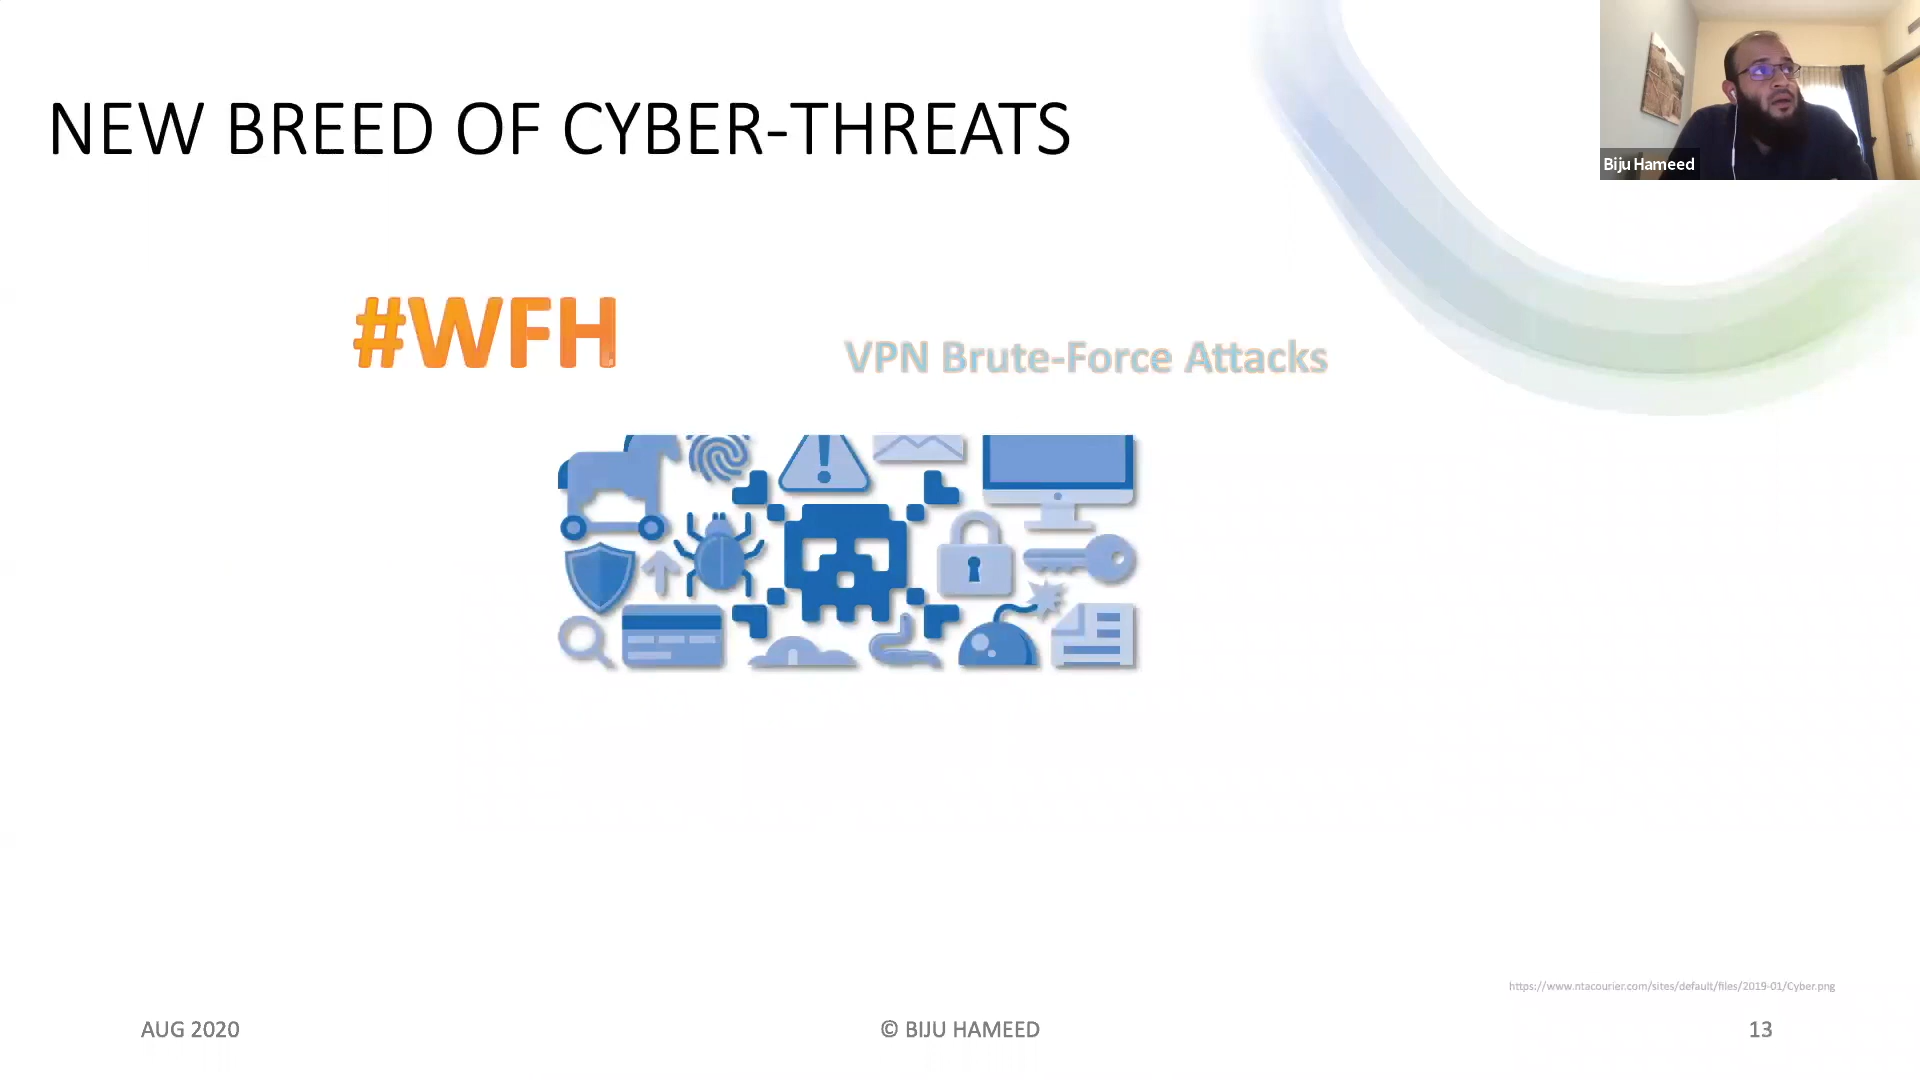 NEW BREED OF CYBER-THREATS
Biju Hameed
#WFH
VPN Brute-Force Attacks
https://www.ntacourier.com/sites/default/files/2019-01/Cyber.png
AUG 2020
© BIJU HAMEED
13